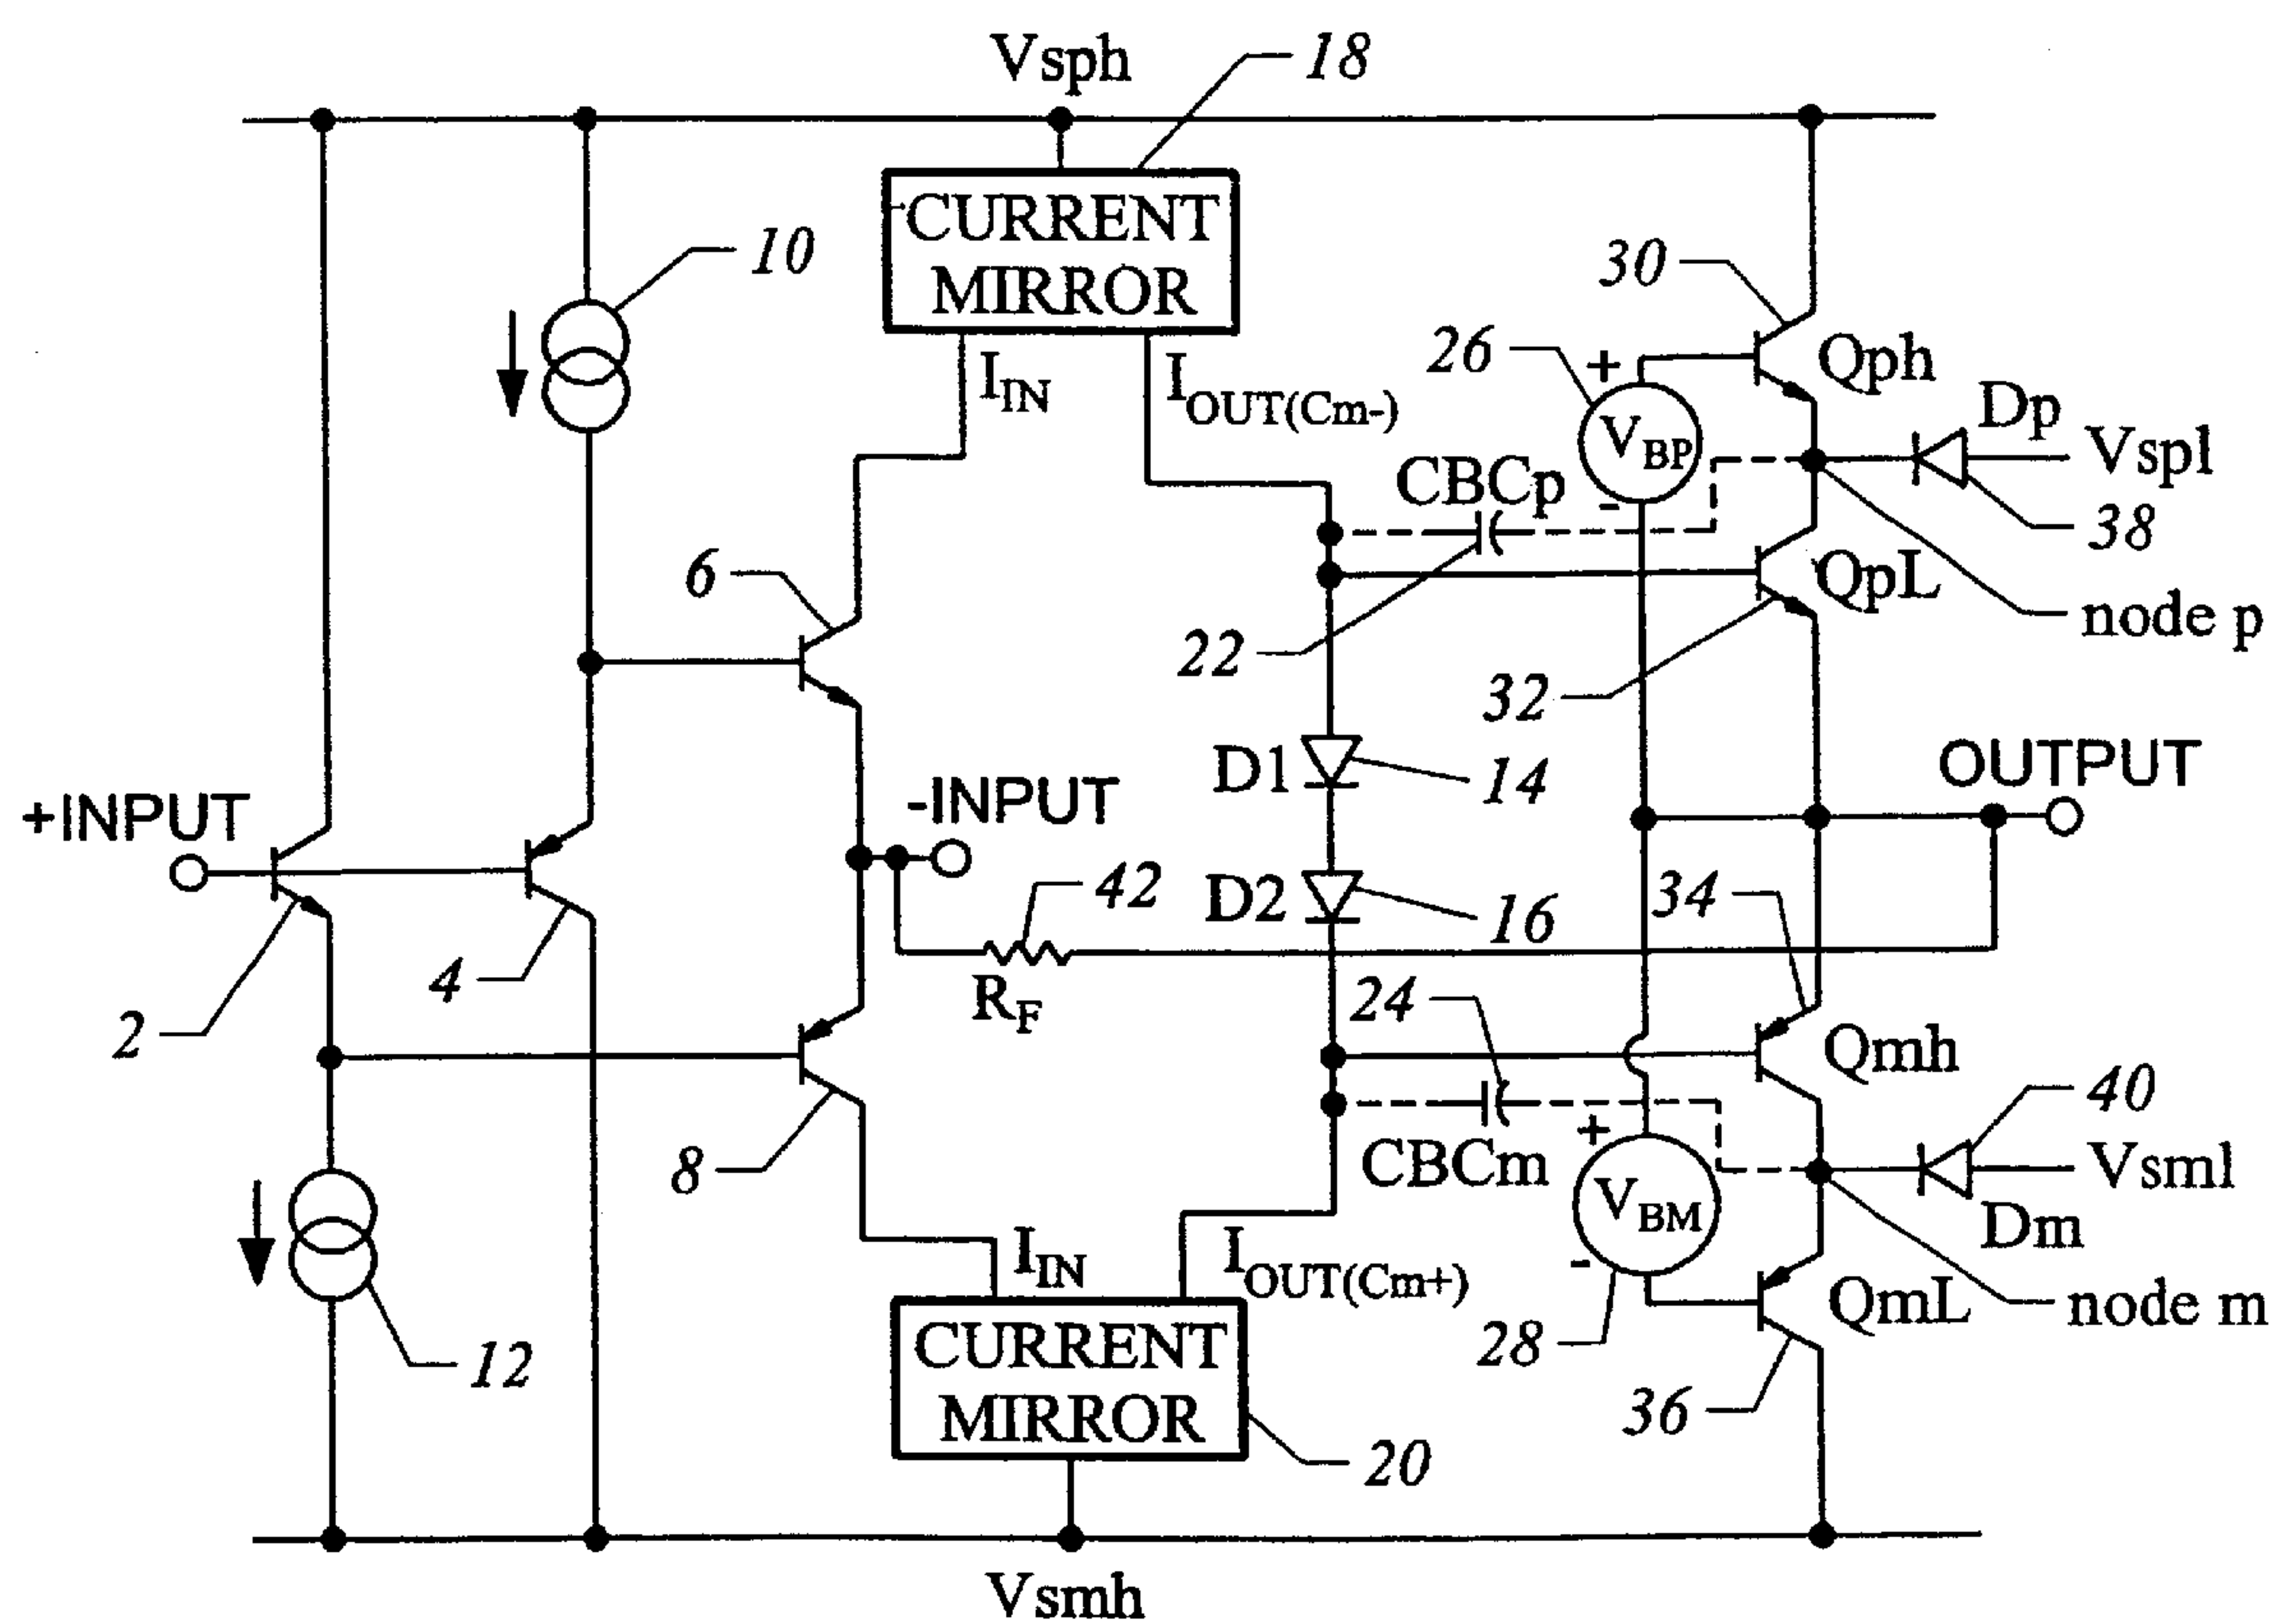 Vsph
18
CURRENT
MIRROR
10
30
26
+
Qph
Dp
IIN
IOUT(Cm-)
VBP
Vspl
CBCp
-
38
6
QpL
22
node p
32
D1
14
OUTPUT
+INPUT
-INPUT
42
D2
16
34
4
RF
24
2
Qmh
40
8
CBCm
+
Vsml
VBM
Dm
IIN
IOUT(Cm+)
-
QmL
node m
12
CURRENT
MIRROR
28
36
20
Vsmh